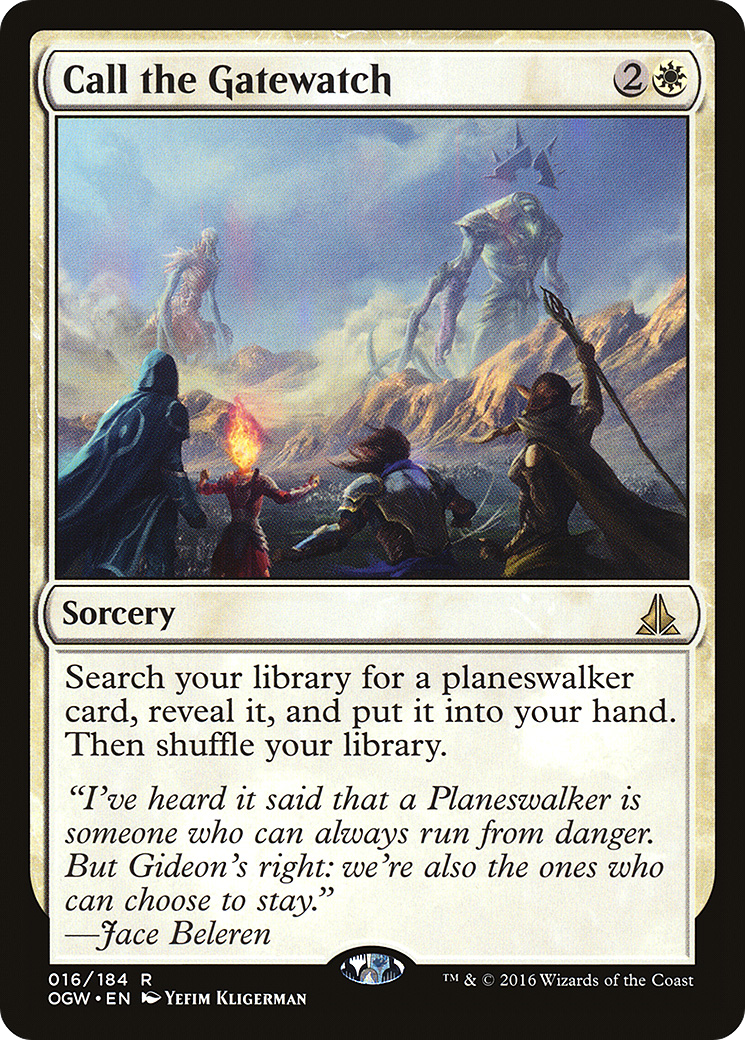 Call the Gatewatch 2
Sorcery
Search your library for a planeswalker
card, reveal it, and put it into your hand.
Then shuffle your library.
“I’ve heard it said that a Planeswalker is
someone who can always run from danger.
But Gideon’s right: we’re also the ones who
can choose to stay.”
—Jace Beleren
016/184 R
OGW • EN Yefim Kligerman
™ & © 2016 Wizards of the Coast